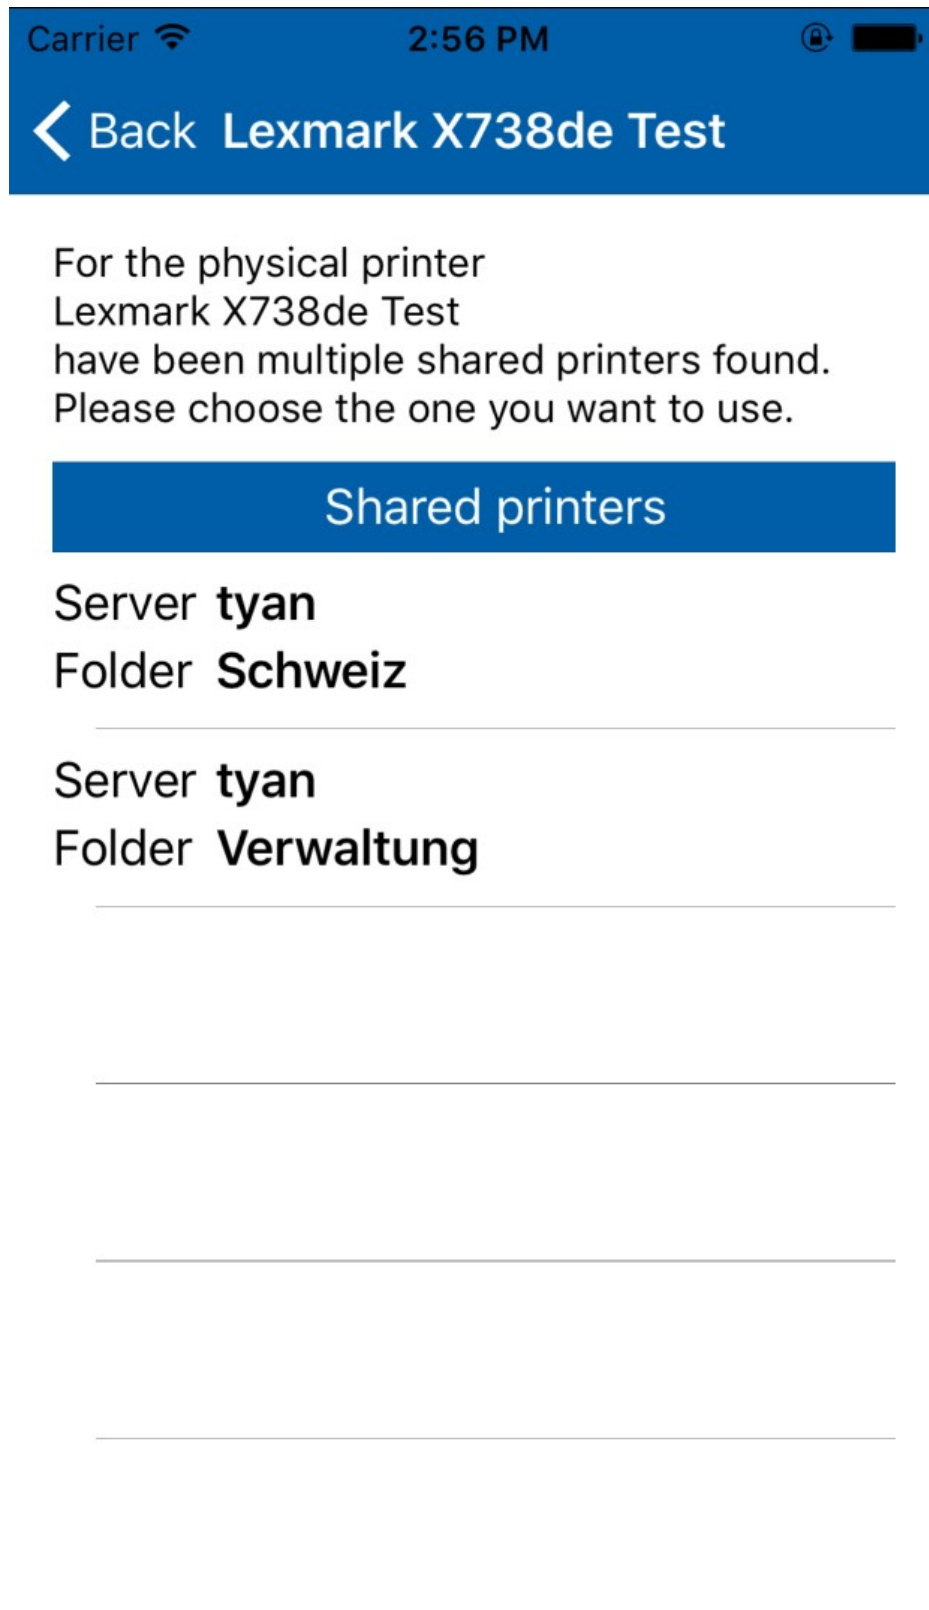 Carrier 2:56 PM
Back Lexmark X738de Test
For the physical printer
Lexmark X738de Test
have been multiple shared printers found.
Please choose the one you want to use.
Shared printers
Server tyan
Folder Schweiz
Server tyan
Folder Verwaltung